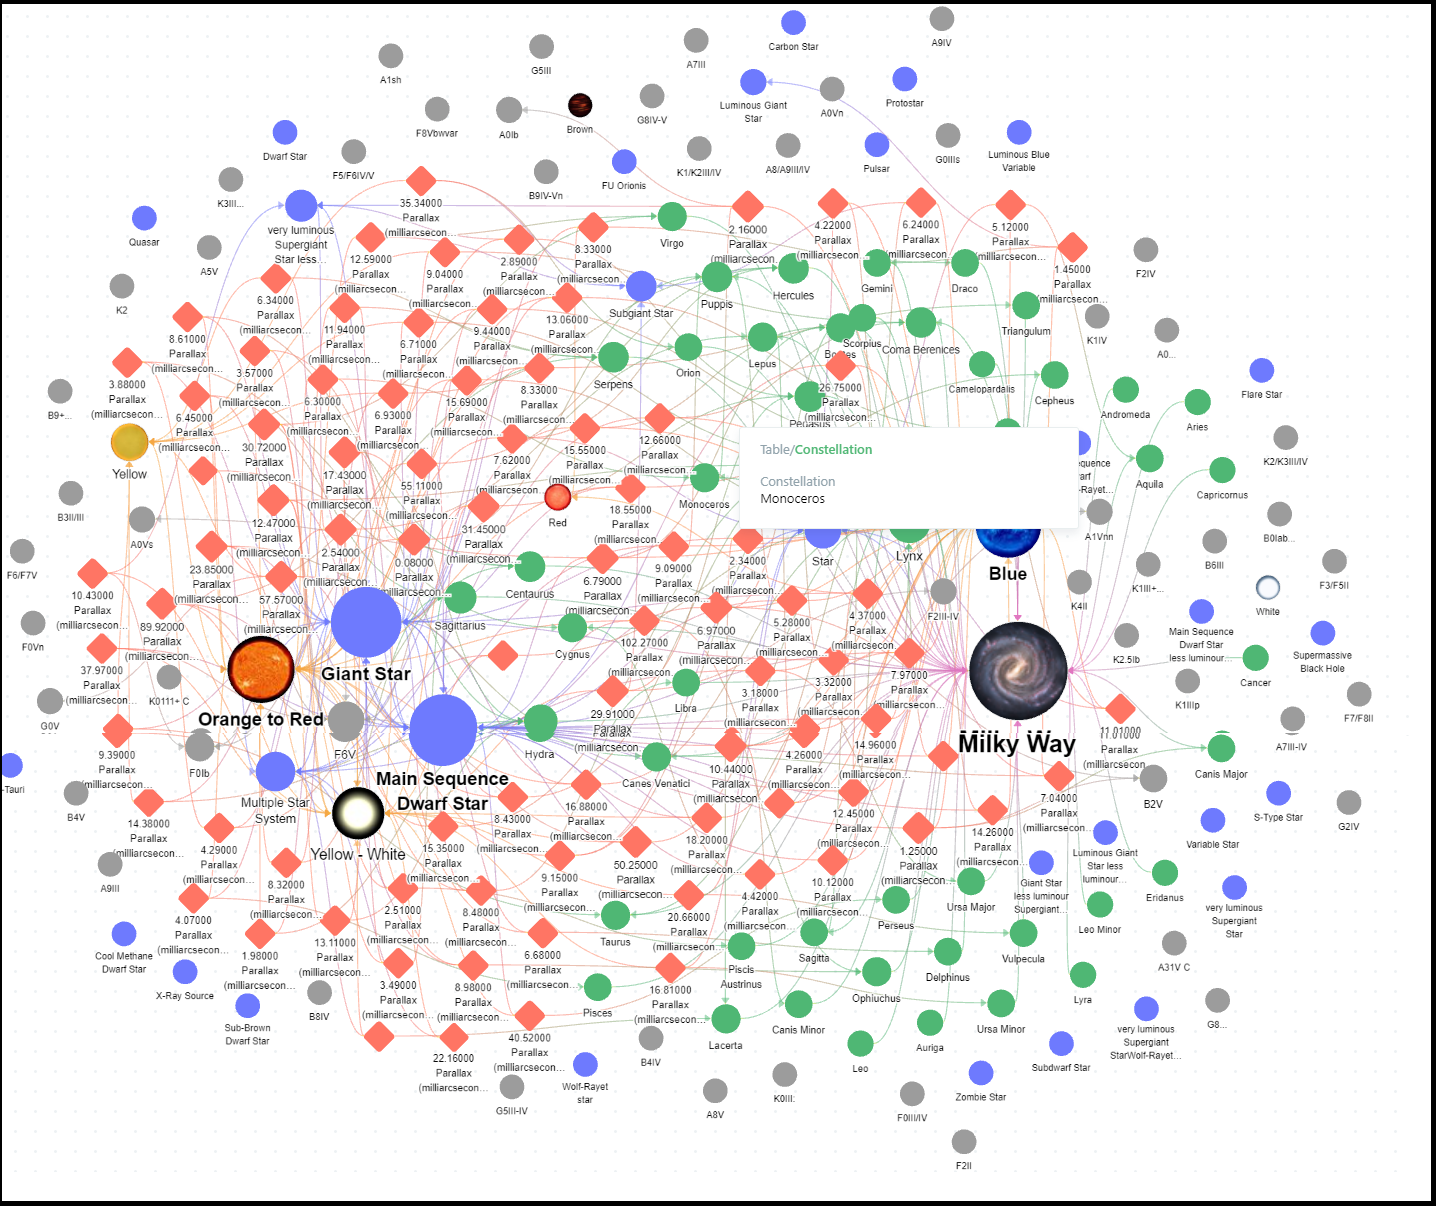 Carbon Star
A9IV
A7III
G5III
A1sh
Luminous Giant
Star
A0Vn
Protostar
G8IV-V
A0Ib
Brown
F8Vbwvar
Dwarf Star
F5/F6IV/V
K1/K2III/IV
A8/A9III/IV
Pulsar
G0IIIs
Luminous Blue
Variable
FU Orionis
B9IV-Vn
K3III...
Quasar
A5V
K2
very luminous
Supergiant
Star less...
35.34000
Parallax
(milliarcsecon...
12.59000
Parallax
(milliarcsecon...
9.04000
Parallax
(milliarcsecon...
2.89000
Parallax
(milliarcsecon...
8.33000
Parallax
(milliarcsecon...
Virgo
2.16000
Parallax
(milliarcsecon...
4.22000
Parallax
(milliarcsecon...
6.24000
Parallax
(milliarcsecon...
5.12000
Parallax
(milliarcsecon...
1.45000
Parallax
(milliarcsecon...
F2IV
6.34000
Parallax
(milliarcsecon...
11.94000
Parallax
(milliarcsecon...
6.71000
Parallax
(milliarcsecon...
9.44000
Parallax
(milliarcsecon...
13.06000
Parallax
(milliarcsecon...
Subgiant Star
Puppis
Hercules
Gemini
Draco
Triangulum
K1IV
A0...
8.61000
Parallax
(milliarcsecon...
3.57000
Parallax
(milliarcsecon...
3.88000
Parallax
(milliarcsecon...
6.45000
Parallax
(milliarcsecon...
6.30000
Parallax
(milliarcsecon...
6.93000
Parallax
(milliarcsecon...
15.69000
Parallax
(milliarcsecon...
8.33000
Parallax
(milliarcsecon...
Serpens
Orion
Lepus
Scorpius
Coma Berenices
Camelopardalis
Cepheus
Andromeda
Aries
Flare Star
26.75000
Parallax
(milliarcsecon...
Pegasus
B9+...
Yellow
30.72000
Parallax
(milliarcsecon...
17.43000
Parallax
(milliarcsecon...
55.11000
Parallax
(milliarcsecon...
7.62000
Parallax
(milliarcsecon...
15.55000
Parallax
(milliarcsecon...
12.66000
Parallax
(milliarcsecon...
Monoceros
Table/Constellation
Constellation
Monoceros
equence
arf
-Rayet...
Aquila
Capricornus
K2/K3III/IV
B3II/III
A0Vs
12.47000
Parallax
(milliarcsecon...
2.54000
Parallax
(milliarcsecon...
0.08000
Parallax
(milliarcsecon...
31.45000
Parallax
(milliarcsecon...
Red
18.55000
Parallax
(milliarcsecon...
Star
Lynx
Blue
A1Vnn
B0Iab...
B6III
F6/F7V
10.43000
Parallax
(milliarcsecon...
23.85000
Parallax
(milliarcsecon...
57.57000
Parallax
(milliarcsecon...
Centaurus
6.79000
Parallax
(milliarcsecon...
9.09000
Parallax
(milliarcsecon...
2.34000
Parallax
(milliarcsecon...
F2III-IV
K4II
K1III+...
White
F3/F5II
F0Vn
89.92000
Parallax
(milliarcsecon...
Sagittarius
Cygnus
102.27000
Parallax
(milliarcsecon...
6.97000
Parallax
(milliarcsecon...
5.28000
Parallax
(milliarcsecon...
4.37000
Parallax
(milliarcsecon...
K2.5Ib
Main Sequence
Dwarf Star
less luminour...
Supermassive
Black Hole
Cancer
37.97000
Parallax
(milliarcsecon...
K0111+ C
Giant Star
Orange to Red
G0V
F6V
29.91000
Parallax
(milliarcsecon...
Libra
3.18000
Parallax
(milliarcsecon...
3.32000
Parallax
(milliarcsecon...
7.97000
Parallax
Milky Way
K1IIIp
F7/F8II
11.01000
Parallax
(milliarcsecon...
A7III-IV
9.39000
Parallax
(milliarcsecon...
F0Ib
Hydra
Canes Venatici
10.44000
Parallax
(milliarcsecon...
4.26000
Parallax
(milliarcsecon...
14.96000
Parallax
(milliarcsecon...
Canis Major
-Tauri
Multiple Star
System
Main Sequence
Dwarf Star
B4V
14.38000
Parallax
(milliarcsecon...
Yellow - White
15.35000
Parallax
(milliarcsecon...
8.43000
Parallax
(milliarcsecon...
16.88000
Parallax
(milliarcsecon...
18.20000
Parallax
(milliarcsecon...
12.45000
Parallax
(milliarcsecon...
14.26000
Parallax
(milliarcsecon...
7.04000
Parallax
(milliarcsecon...
B2V
S-Type Star
G2IV
Variable Star
A9III
4.29000
Parallax
(milliarcsecon...
8.32000
Parallax
(milliarcsecon...
9.15000
Parallax
(milliarcsecon...
50.25000
Parallax
(milliarcsecon...
1.25000
Parallax
(milliarcsecon...
Luminous Giant
Star less
luminour...
Giant Star
less luminour
Supergiant...
Eridanus
very luminous
Supergiant
Star
4.07000
Parallax
(milliarcsecon...
2.51000
Parallax
(milliarcsecon...
8.48000
Parallax
(milliarcsecon...
20.66000
Parallax
(milliarcsecon...
4.42000
Parallax
(milliarcsecon...
10.12000
Parallax
(milliarcsecon...
Ursa Major
Perseus
Leo Minor
Cool Methane
Dwarf Star
1.98000
Parallax
(milliarcsecon...
13.11000
Parallax
(milliarcsecon...
6.68000
Parallax
(milliarcsecon...
Taurus
Piscis
Austrinus
Sagitta
Delphinus
Vulpecula
A31V C
X-Ray Source
3.49000
Parallax
(milliarcsecon...
8.98000
Parallax
(milliarcsecon...
Pisces
16.81000
Parallax
(milliarcsecon...
Ophiuchus
Lyra
Sub-Brown
Dwarf Star
B8IV
Lacerta
Canis Minor
Auriga
Ursa Minor
very luminous
Supergiant
StarWolf-Rayet...
G8...
22.16000
Parallax
(milliarcsecon...
40.52000
Parallax
(milliarcsecon...
B4IV
Leo
Subdwarf Star
G5III-IV
Wolf-Rayet
star
A8V
K0III:
F0III/IV
Zombie Star
F2II